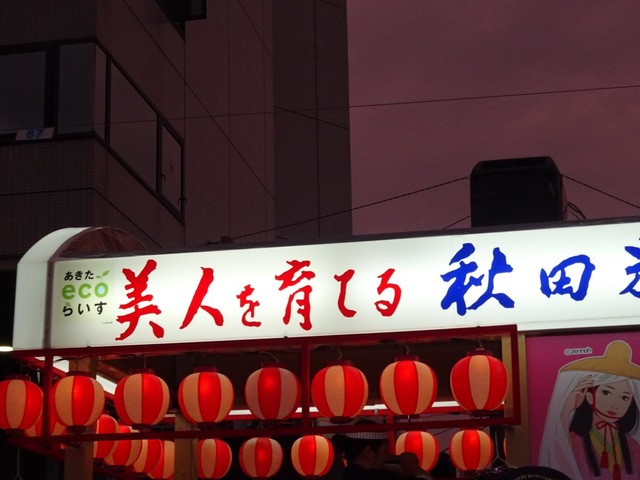 67
あきた
eco
らいす
美人を育てる 秋田